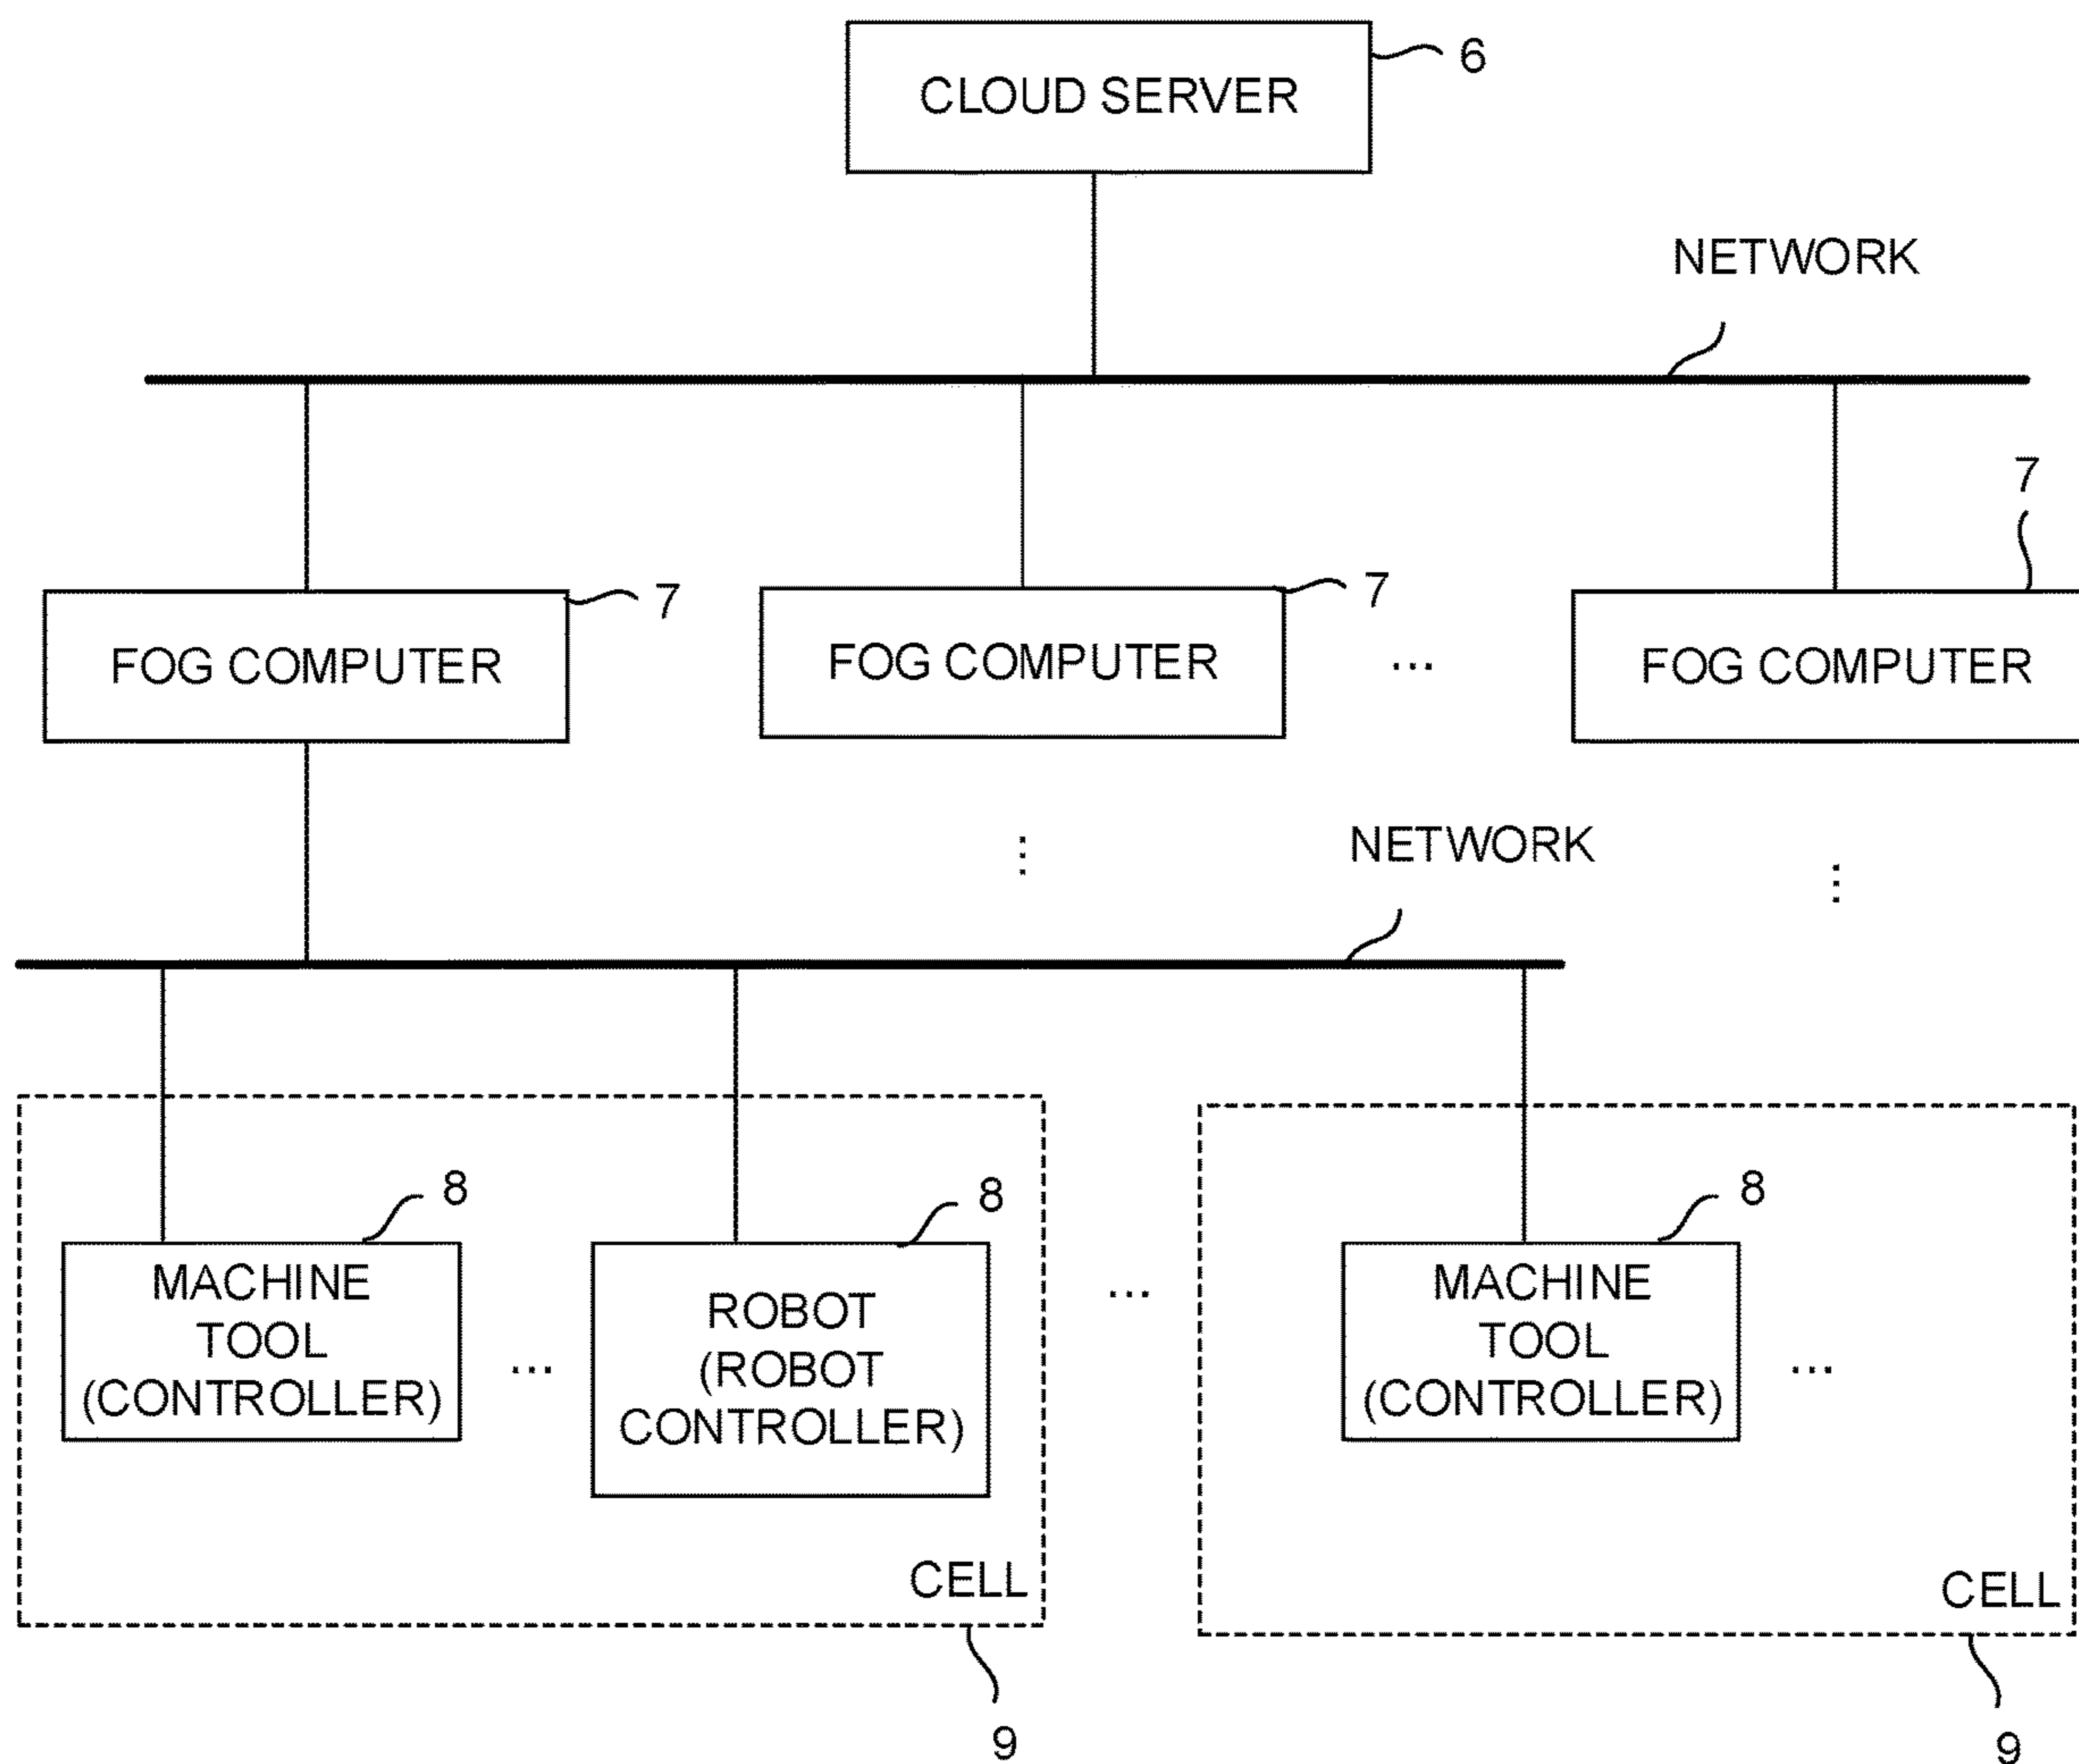 CLOUD SERVER
6
NETWORK
7
7
7
FOG COMPUTER
FOG COMPUTER
...
FOG COMPUTER
NETWORK
...
...
8
8
8
MACHINE
TOOL
(CONTROLLER)
...
ROBOT
(ROBOT
CONTROLLER)
...
MACHINE
TOOL
(CONTROLLER)
...
CELL
CELL
9
9